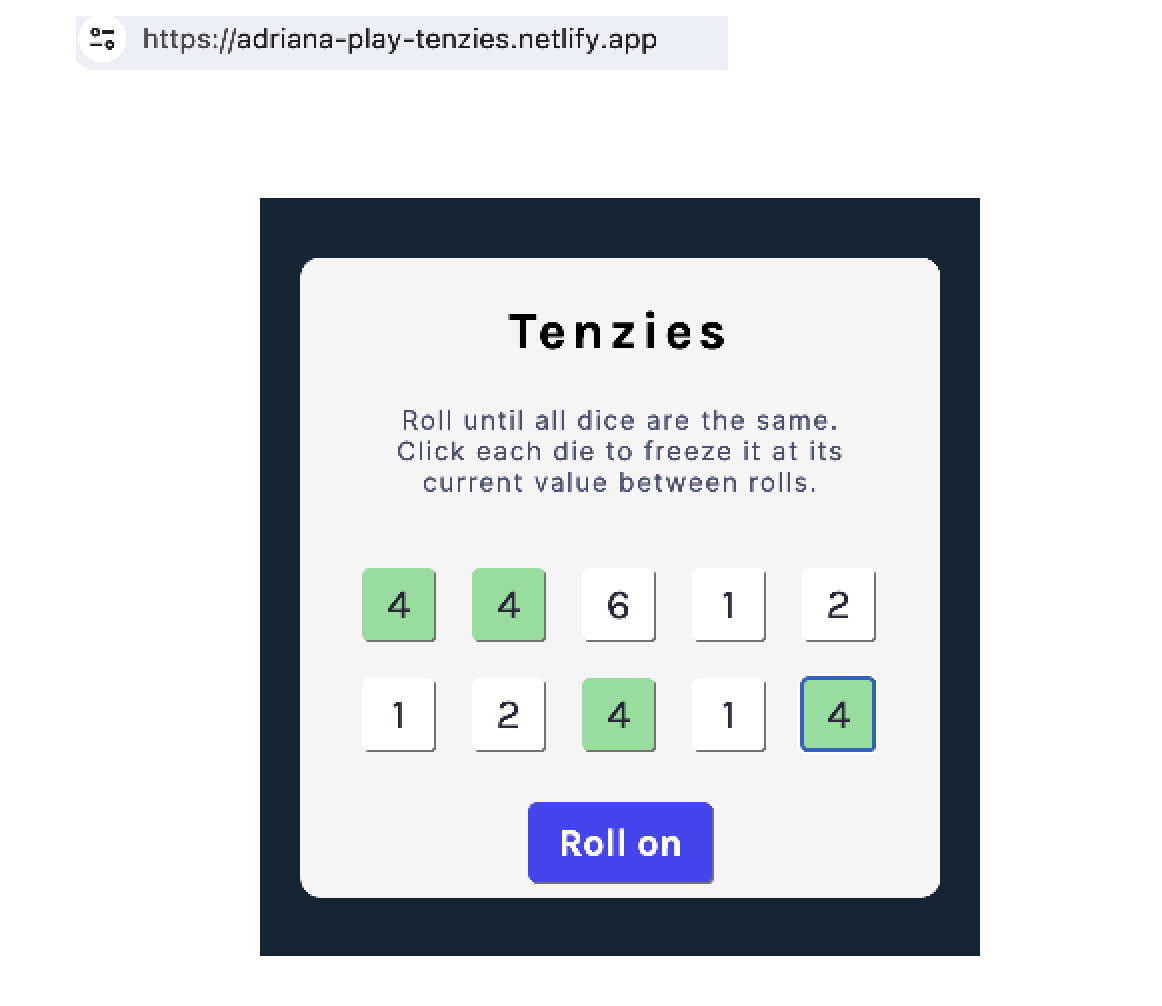 https://adriana-play-tenzies.netlify.app
Tenzies
Roll until all dice are the same.
Click each die to freeze it at its
current value between rolls.
4 4 6 1 2
1 2 4 1 4
Roll on